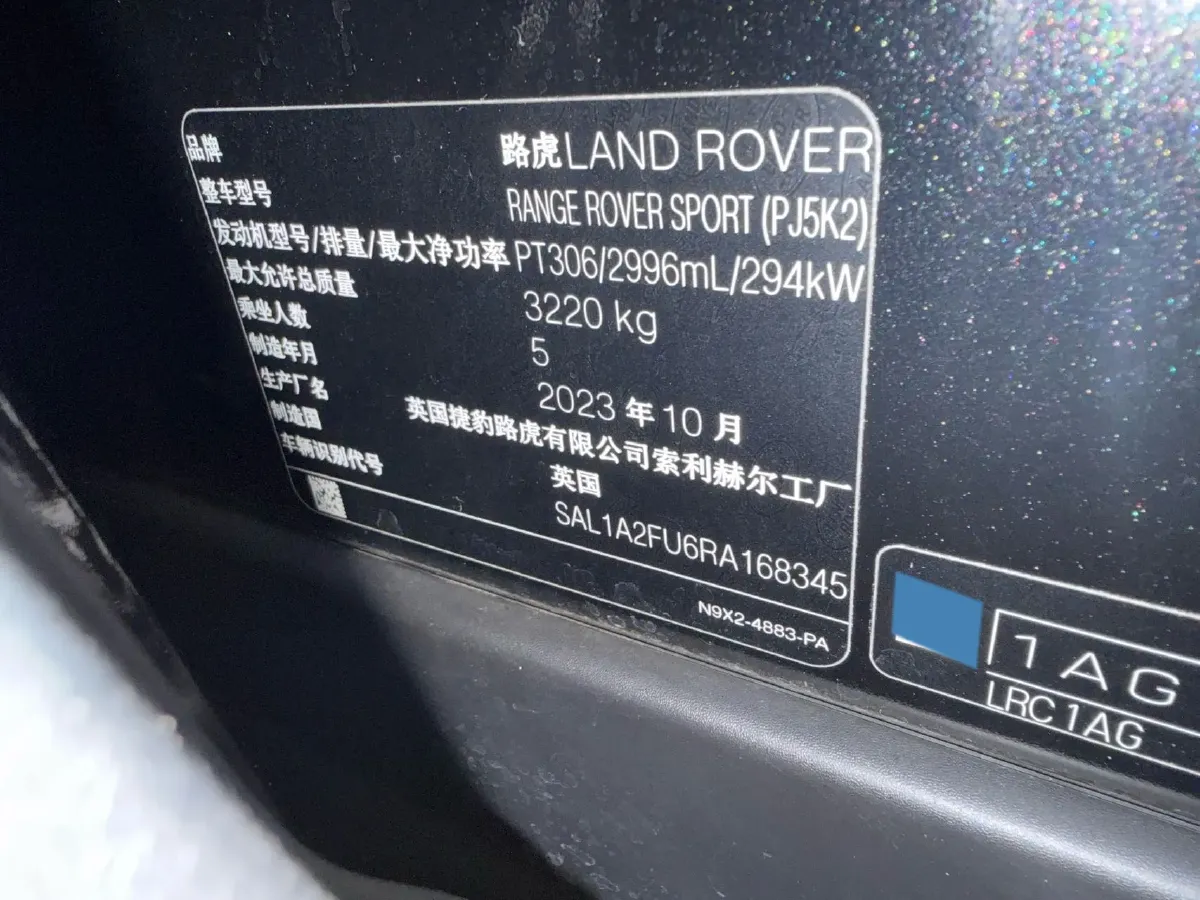 品牌 路虎LAND ROVER
整车型号 RANGE ROVER SPORT (PJ5K2)
发动机型号/排量/最大净功率 PT306/2996mL/294kW
最大允许总质量 3220 kg
乘坐人数 5
制造年月 2023 年 10 月
生产厂名 英国捷豹路虎有限公司索利赫尔工厂
制造国 英国
车辆识别代号 SAL1A2FU6RA168345
N9X2-4883-PA
1AG
LRC1AG